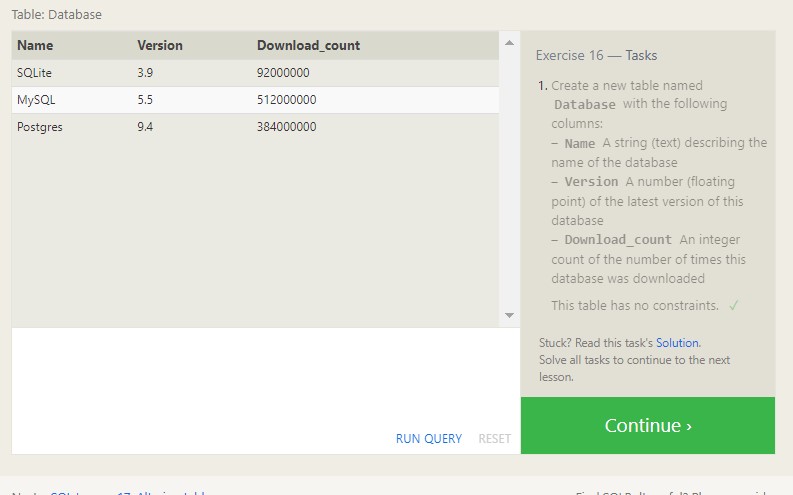 Table: Database
Name Version Download_count
SQLite 3.9 92000000
MySQL 5.5 512000000
Postgres 9.4 384000000
RUN QUERY RESET
Exercise 16 — Tasks
1. Create a new table named
Database with the following
columns:
– Name A string (text) describing the
name of the database
– Version A number (floating
point) of the latest version of this
database
– Download_count An integer
count of the number of times this
database was downloaded
This table has no constraints. ✓
Stuck? Read this task's Solution.
Solve all tasks to continue to the next
lesson.
Continue ›